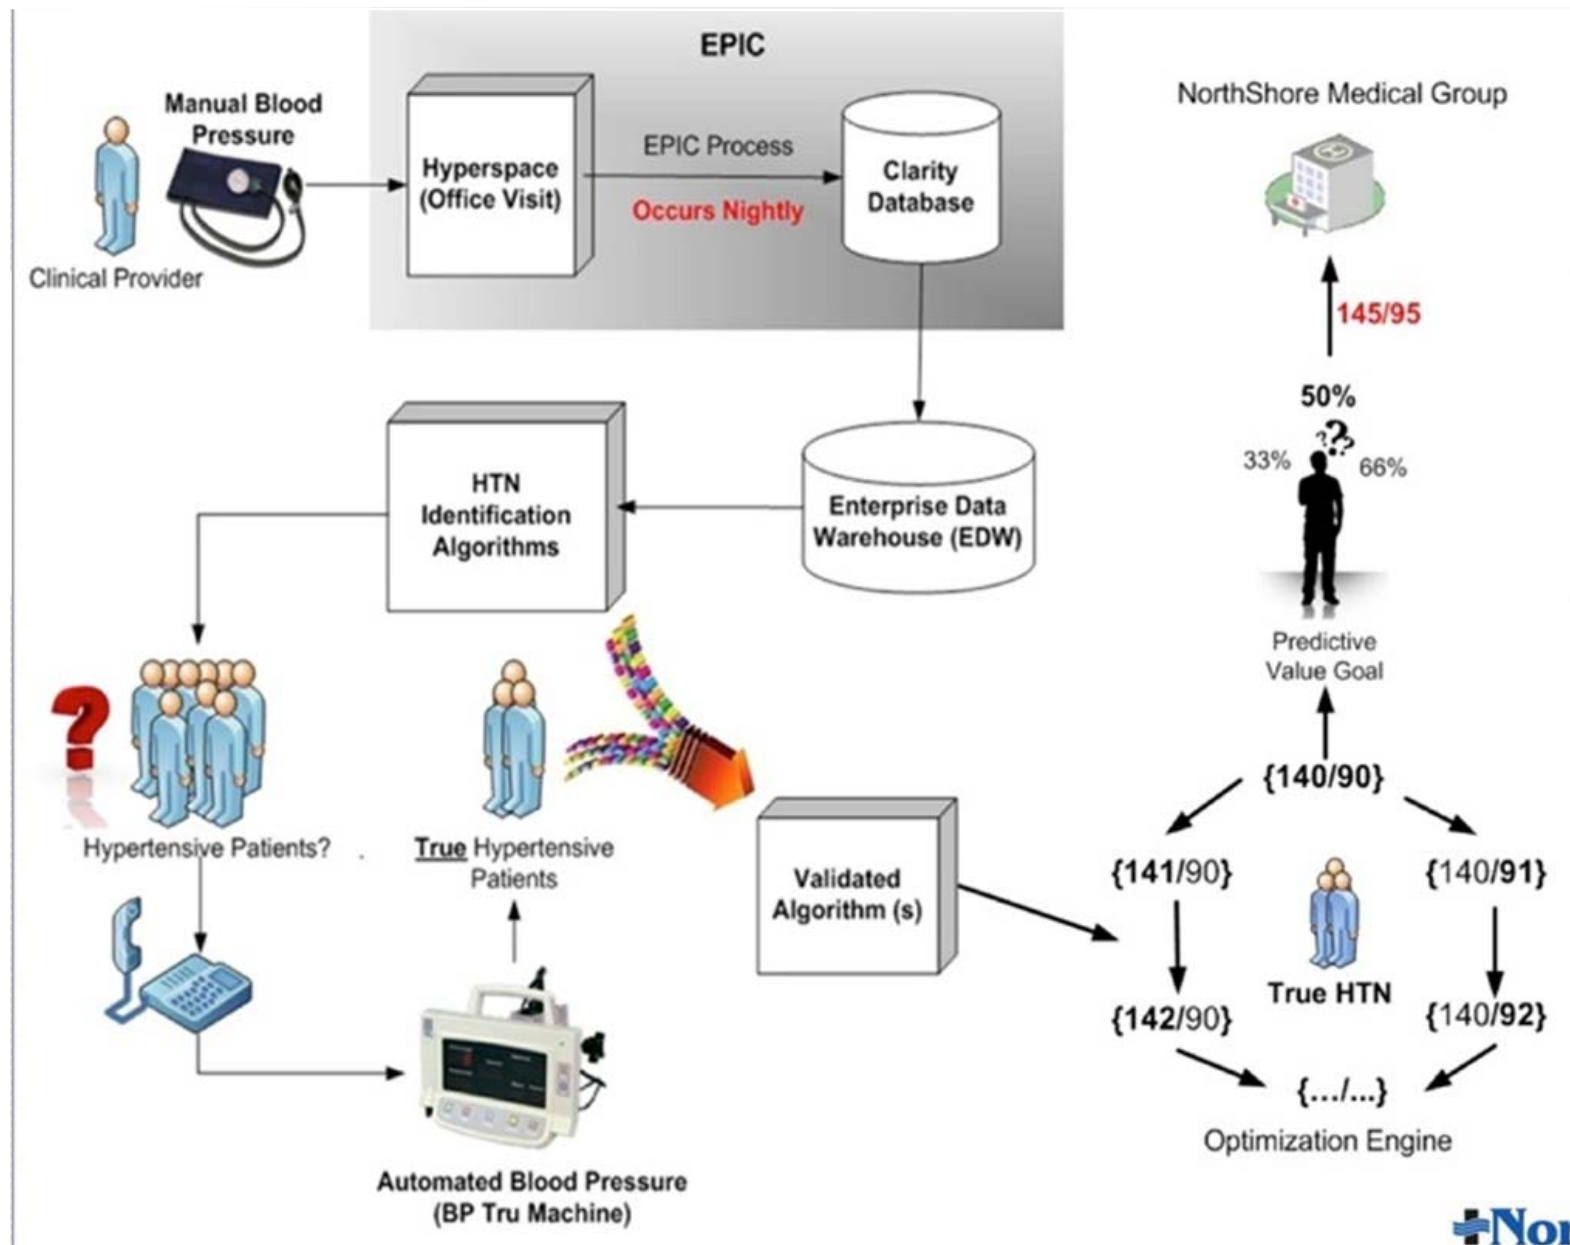 EPIC
Manual Blood
Pressure
Clinical Provider
Hyperspace
(Office Visit)
EPIC Process
Occurs Nightly
Clarity
Database
NorthShore Medical Group
145/95
50%
???
33%
66%
Predictive
Value Goal
HTN
Identification
Algorithms
Enterprise Data
Warehouse (EDW)
?
Hypertensive Patients?
True Hypertensive
Patients
Automated Blood Pressure
(BP Tru Machine)
Validated
Algorithm (s)
{140/90}
{141/90}
{140/91}
True HTN
{142/90}
{140/92}
{.../...}
Optimization Engine
Nor